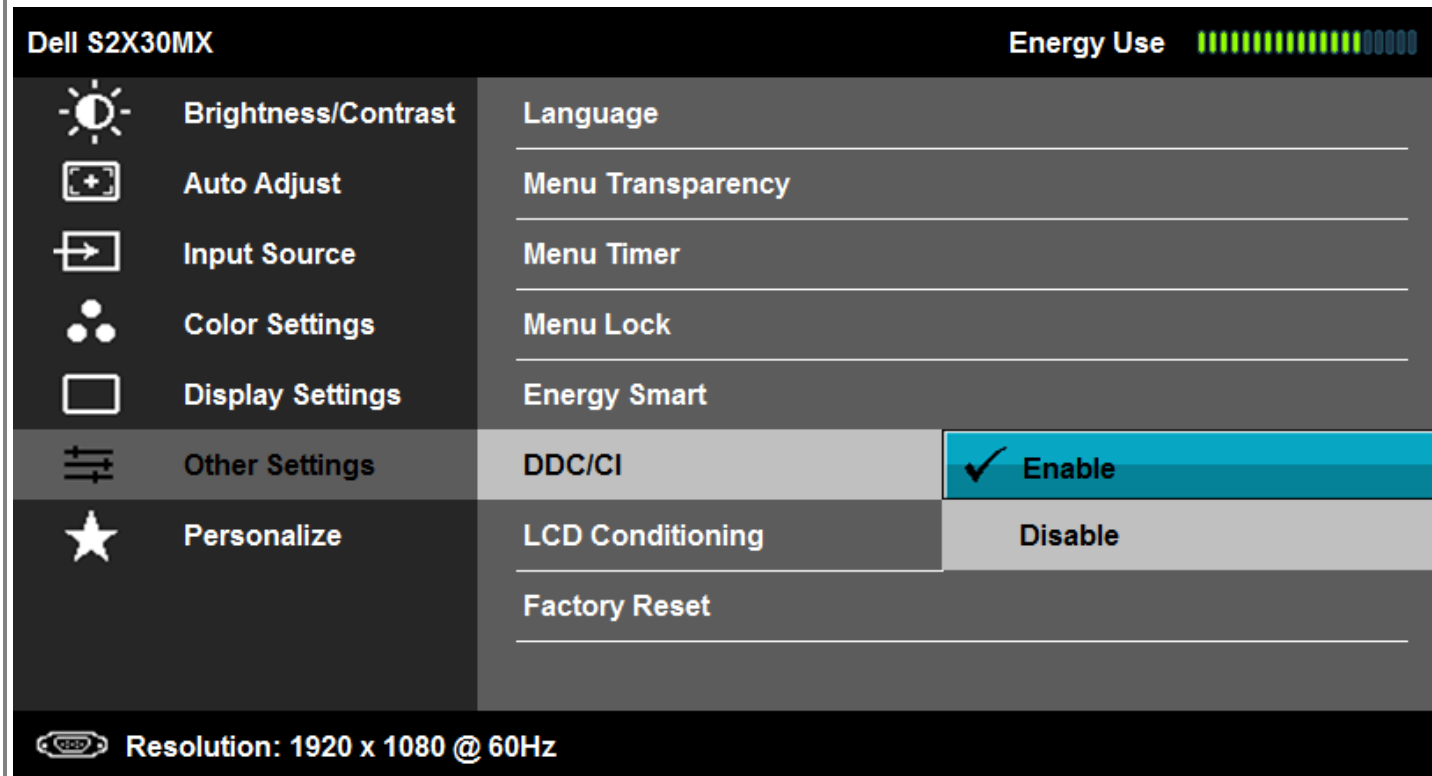 Dell S2X30MX Energy Use
Brightness/Contrast Language
Auto Adjust Menu Transparency
Input Source Menu Timer
Color Settings Menu Lock
Display Settings Energy Smart
Other Settings DDC/CI Enable
Personalize LCD Conditioning Disable
Factory Reset
Resolution: 1920 x 1080 @ 60Hz